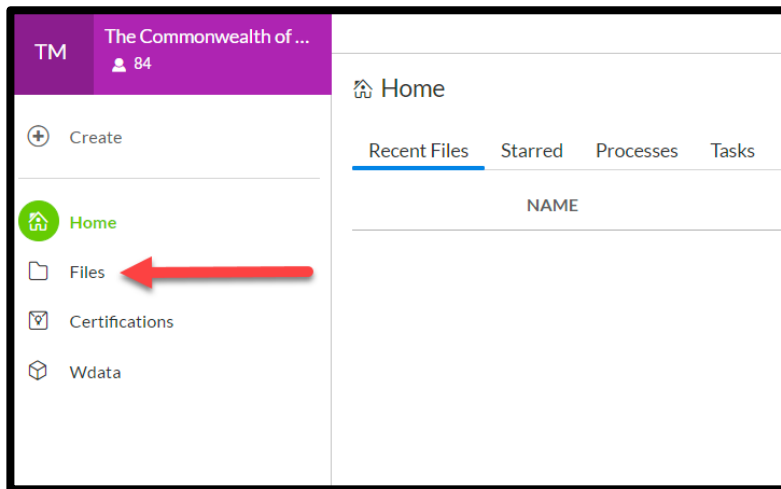 TM
The Commonwealth of ...
84
Create
Home
Files
Certifications
Wdata
Home
Recent Files Starred Processes Tasks
NAME